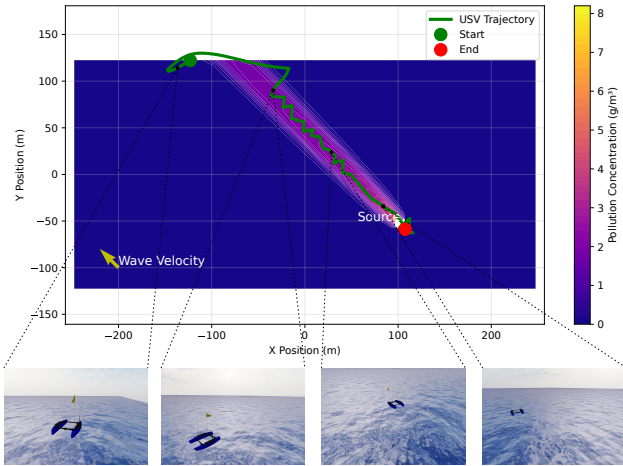 USV Trajectory
Start
End
150
100
50
0
−50
−100
−150
Y Position (m)
Source
Wave Velocity
−200 −100 0 100 200
X Position (m)
8
7
6
5
4
3
2
1
0
Pollution Concentration (g/m³)